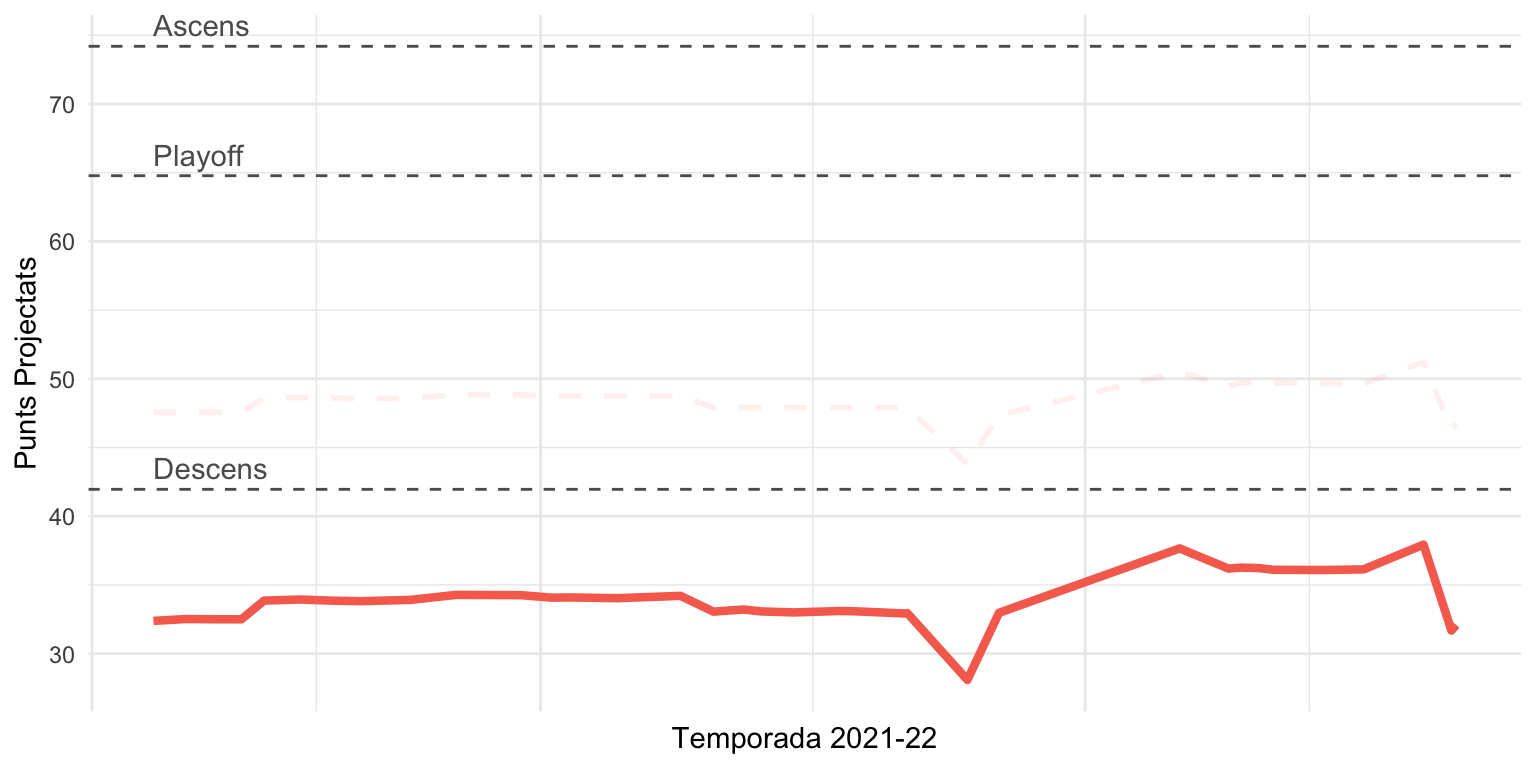 Ascens
70
Playoff
60
Punts Projectats
50
Descens
40
30
Temporada 2021-22